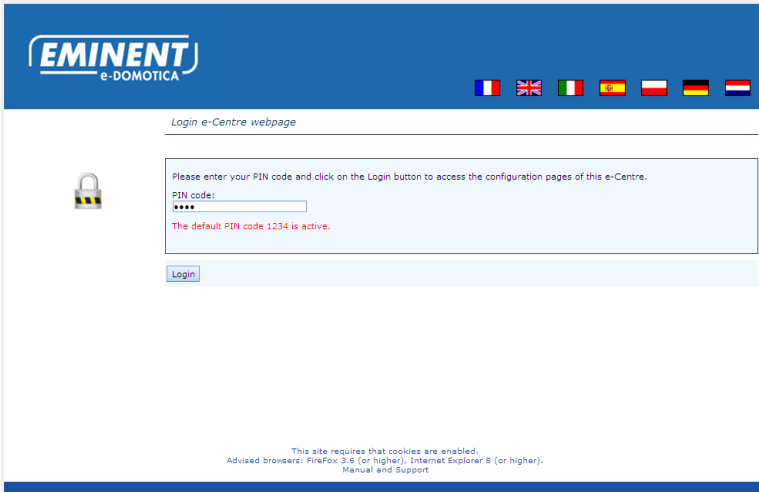 EMINENT
e-DOMOTICA
Login e-Centre webpage
Please enter your PIN code and click on the Login button to access the configuration pages of this e-Centre.
PIN code:
••••
The default PIN code 1234 is active.
Login
This site requires that cookies are enabled.
Advised browsers: FireFox 3.6 (or higher), Internet Explorer 8 (or higher).
Manual and Support